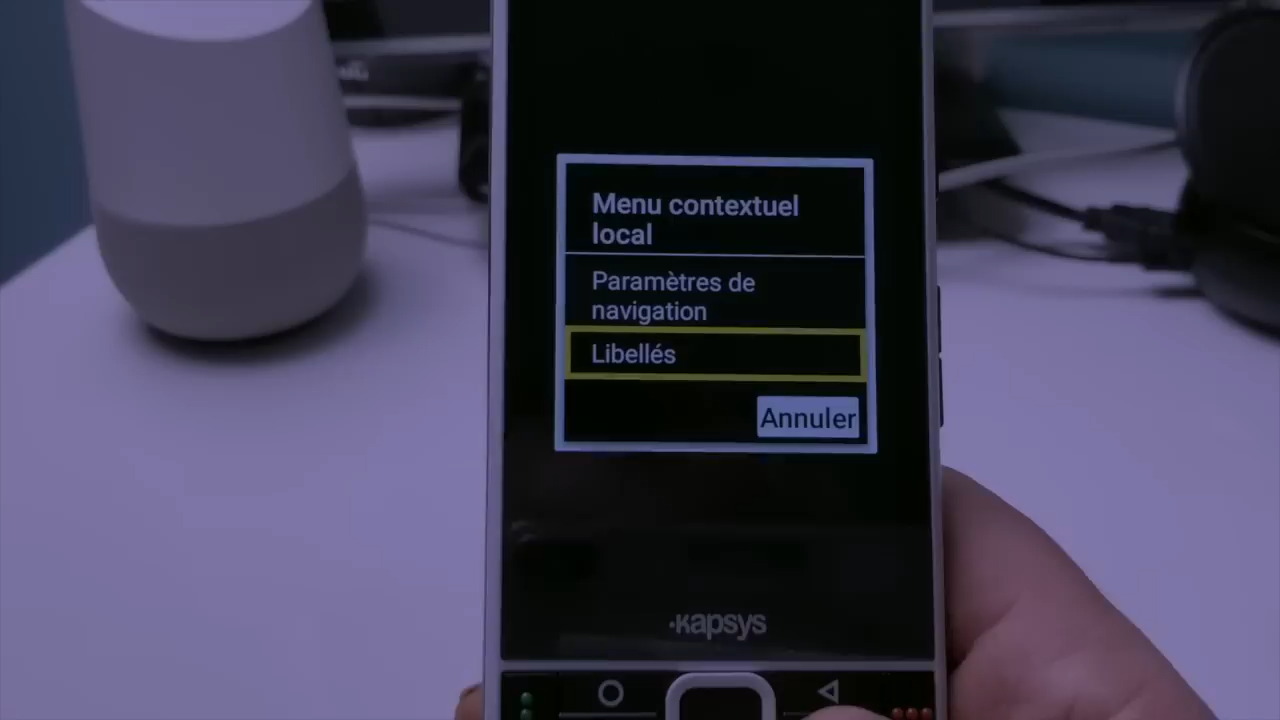 Menu contextuel
local
Paramètres de
navigation
Libellés
Annuler
KAPSYS